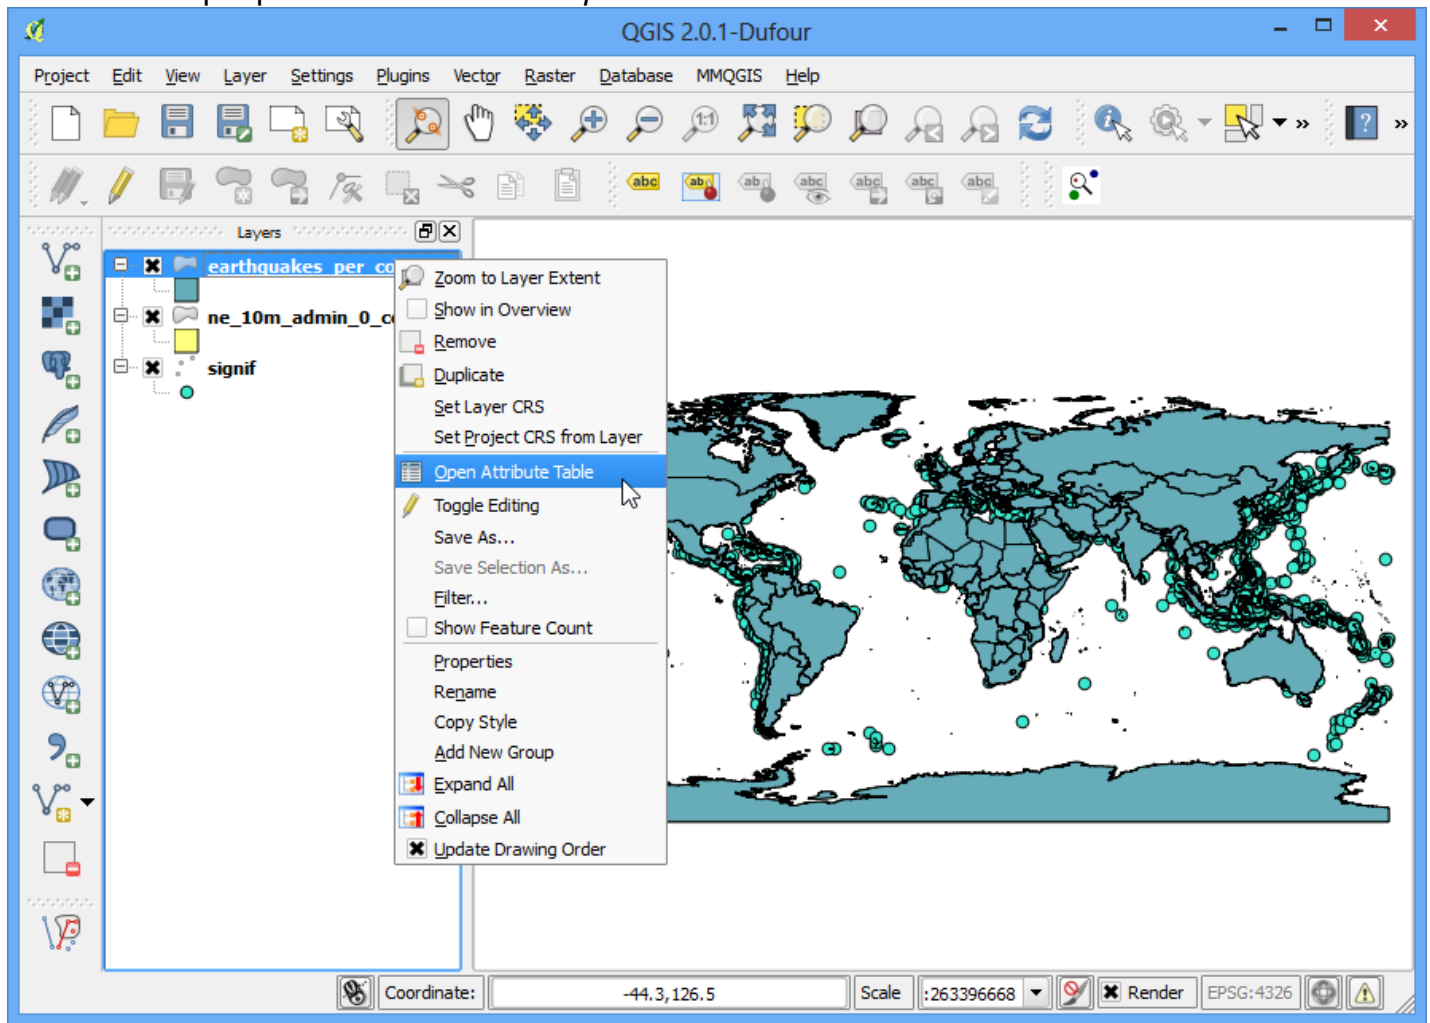 QGIS 2.0.1-Dufour
Project Edit View Layer Settings Plugins Vector Raster Database MMQGIS Help
1:1
?
abc
Layers
earthquakes_per_co
Zoom to Layer Extent
Show in Overview
ne_10m_admin_0_c
Remove
signif
Duplicate
Set Layer CRS
Set Project CRS from Layer
Open Attribute Table
Toggle Editing
Save As...
Save Selection As...
Filter...
Show Feature Count
Properties
Rename
Copy Style
Add New Group
Expand All
Collapse All
Update Drawing Order
Coordinate: -44.3,126.5 Scale :263396668 Render EPSG:4326